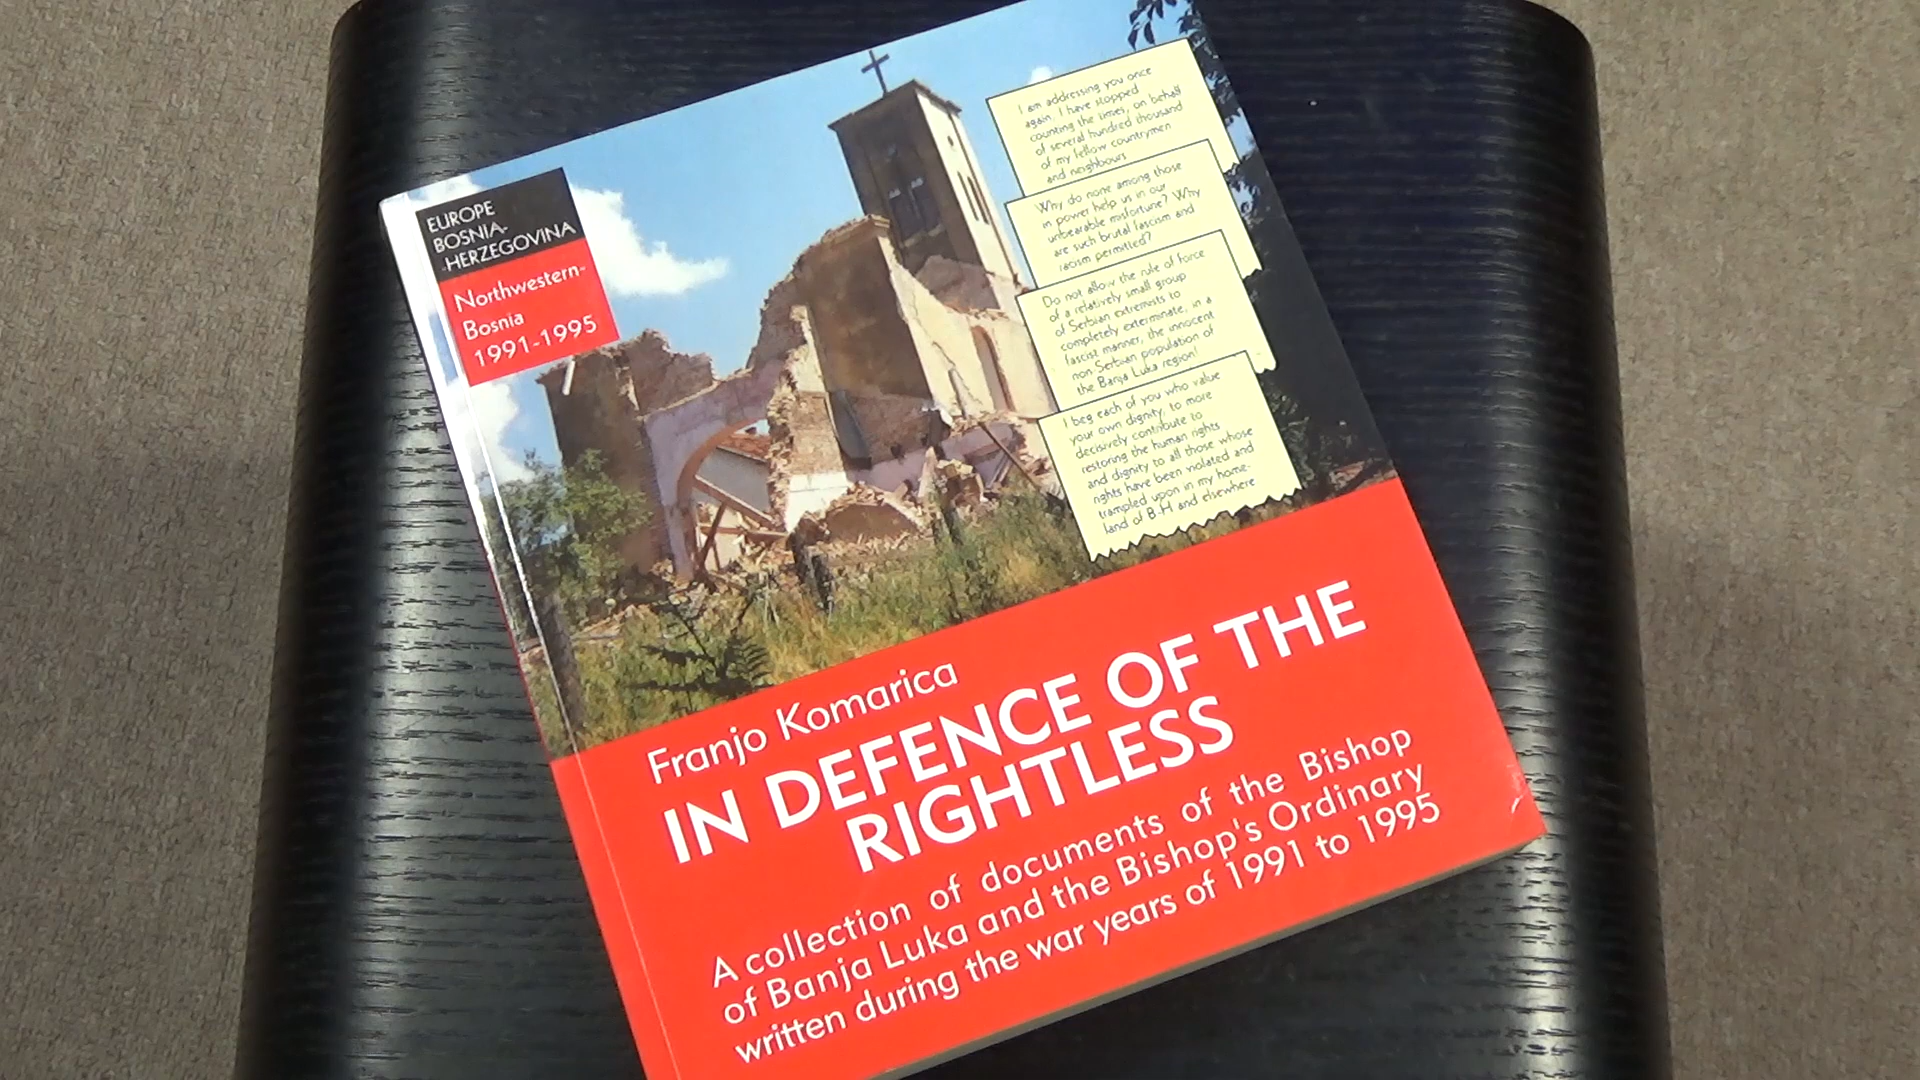 EUROPE
BOSNIA-
-HERZEGOVINA
Northwestern-
Bosnia
1991-1995
I am addressing you once
again. I have stopped
counting the times, on behalf
of several hundred thousand
of my fellow countrymen
and neighbours
Why do none among those
in power help us in our
unbearable misfortune? Why
are such brutal fascism and
racism permitted?
Do not allow the rule of force
of a relatively small group
of Serbian extremists to
completely exterminate, in a
fascist manner, the innocent
non Serbian population of
the Banja Luka region!
I beg each of you who value
your own dignity, to more
decisively contribute to
restoring the human rights
and dignity to all those whose
rights have been violated and
trampled upon in my home-
land of B-H and elsewhere
Franjo Komarica
IN DEFENCE OF THE
RIGHTLESS
A collection of documents of the Bishop
of Banja Luka and the Bishop's Ordinary
written during the war years of 1991 to 1995